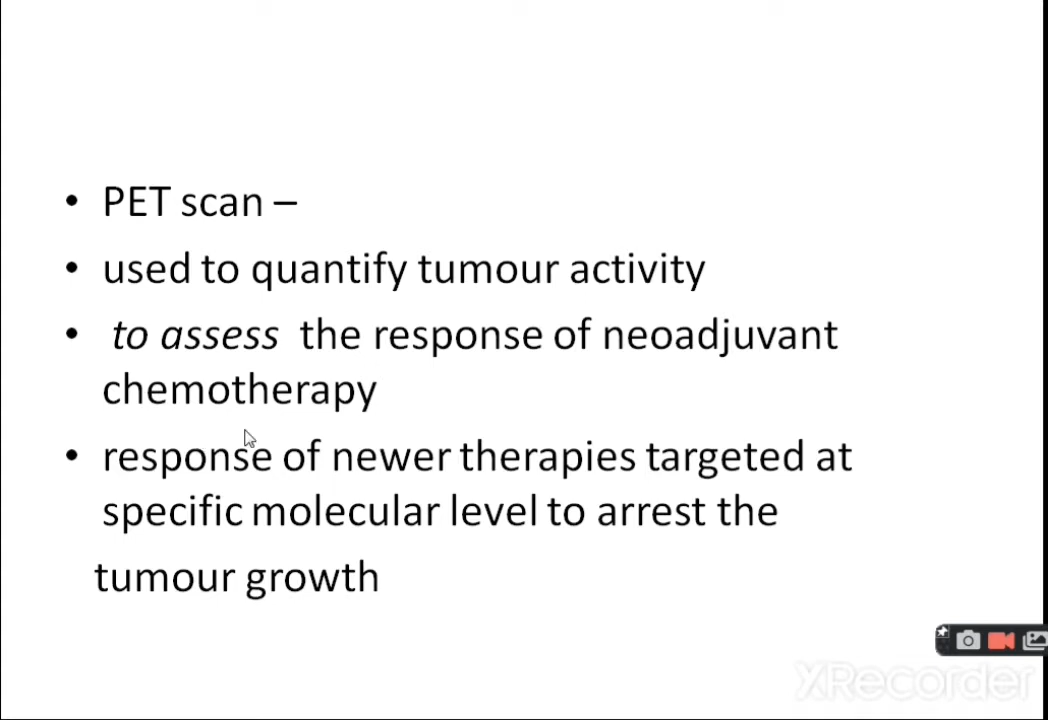 • PET scan –
• used to quantify tumour activity
• to assess the response of neoadjuvant
chemotherapy
• response of newer therapies targeted at
specific molecular level to arrest the
tumour growth
XRecorder